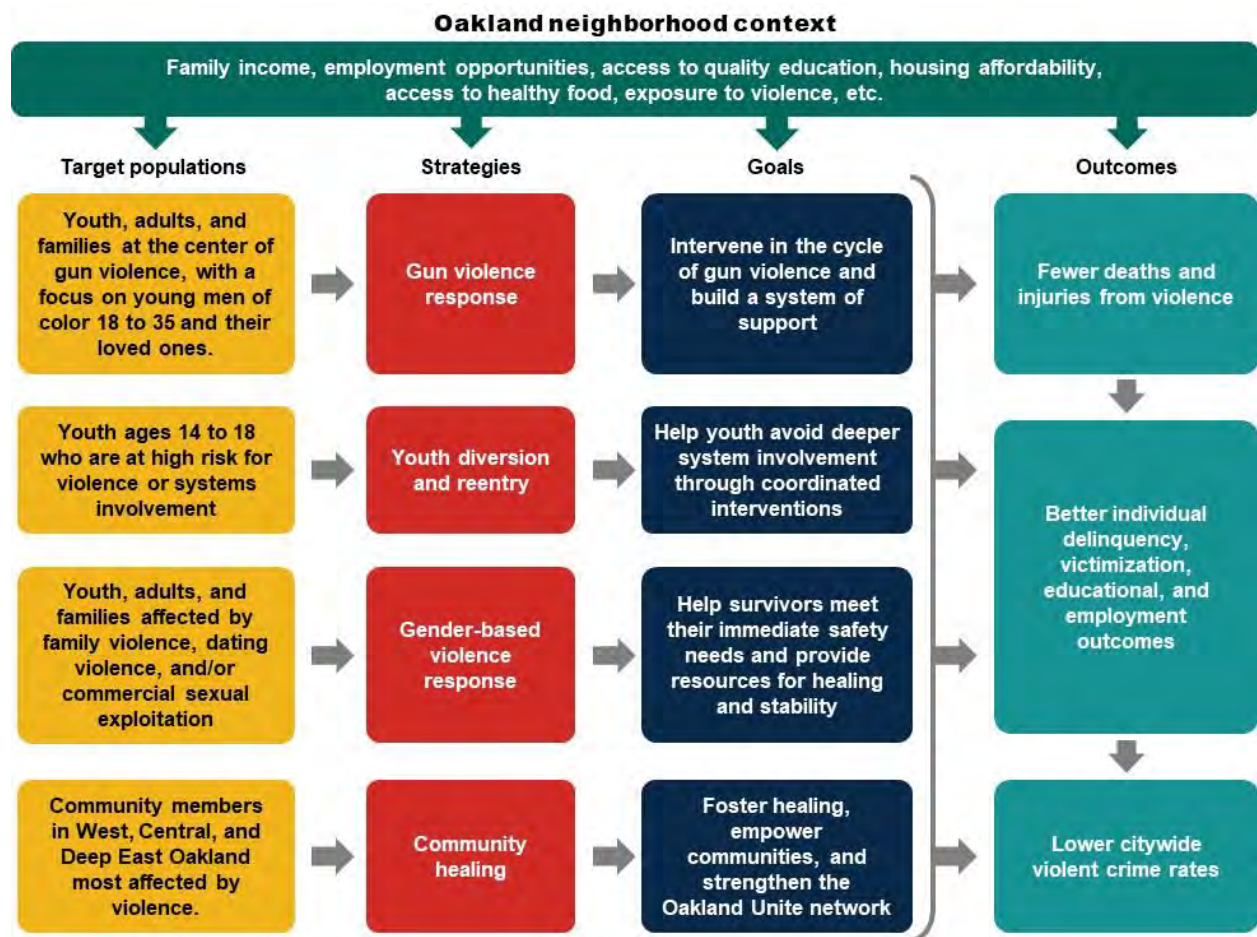 Oakland neighborhood context
Family income, employment opportunities, access to quality education, housing affordability,
access to healthy food, exposure to violence, etc.
Target populations
Strategies
Goals
Outcomes
Youth, adults, and
families at the center of
gun violence, with a
focus on young men of
color 18 to 35 and their
loved ones.
Gun violence
response
Intervene in the cycle
of gun violence and
build a system of
support
Fewer deaths and
injuries from violence
Youth ages 14 to 18
who are at high risk for
violence or systems
involvement
Youth diversion
and reentry
Help youth avoid deeper
system involvement
through coordinated
interventions
Better individual
delinquency,
victimization,
educational, and
employment
outcomes
Youth, adults, and
families affected by
family violence, dating
violence, and/or
commercial sexual
exploitation
Gender-based
violence
response
Help survivors meet
their immediate safety
needs and provide
resources for healing
and stability
Community members
in West, Central, and
Deep East Oakland
most affected by
violence.
Community
healing
Foster healing,
empower
communities, and
strengthen the
Oakland Unite network
Lower citywide
violent crime rates